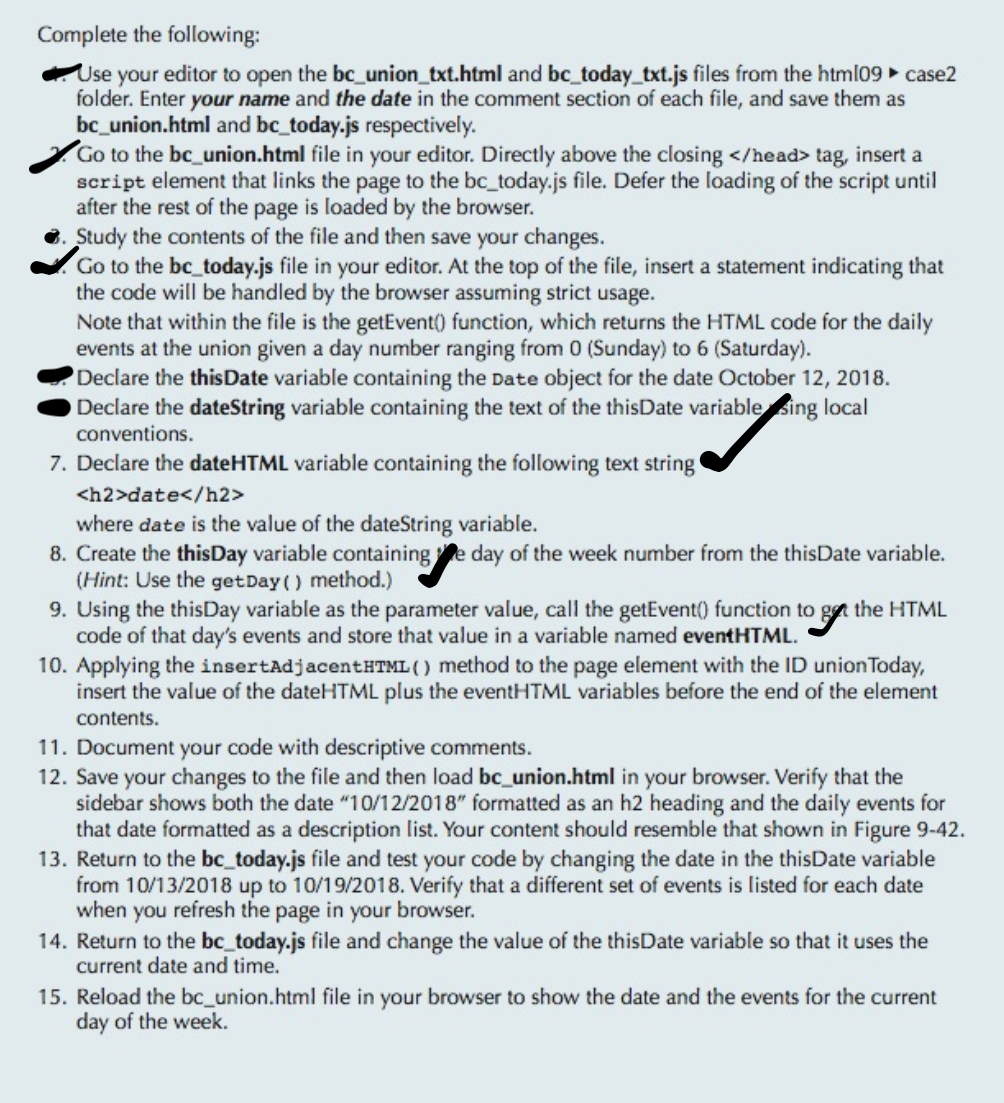 Complete the following:
Use your editor to open the bc_union_txt.html and bc_today_txt.js files from the html09 ▶ case2
folder. Enter your name and the date in the comment section of each file, and save them as
bc_union.html and bc_today.js respectively.
Go to the bc_union.html file in your editor. Directly above the closing </head> tag, insert a
script element that links the page to the bc_today.js file. Defer the loading of the script until
after the rest of the page is loaded by the browser.
3. Study the contents of the file and then save your changes.
Go to the bc_today.js file in your editor. At the top of the file, insert a statement indicating that
the code will be handled by the browser assuming strict usage.
Note that within the file is the getEvent() function, which returns the HTML code for the daily
events at the union given a day number ranging from 0 (Sunday) to 6 (Saturday).
Declare the thisDate variable containing the Date object for the date October 12, 2018.
Declare the dateString variable containing the text of the thisDate variable using local
conventions.
7. Declare the dateHTML variable containing the following text string
<h2>date</h2>
where date is the value of the dateString variable.
8. Create the thisDay variable containing the day of the week number from the thisDate variable.
(Hint: Use the getDay() method.)
9. Using the thisDay variable as the parameter value, call the getEvent() function to get the HTML
code of that day's events and store that value in a variable named eventHTML.
10. Applying the insertAdjacentHTML() method to the page element with the ID unionToday,
insert the value of the dateHTML plus the eventHTML variables before the end of the element
contents.
11. Document your code with descriptive comments.
12. Save your changes to the file and then load bc_union.html in your browser. Verify that the
sidebar shows both the date "10/12/2018" formatted as an h2 heading and the daily events for
that date formatted as a description list. Your content should resemble that shown in Figure 9-42.
13. Return to the bc_today.js file and test your code by changing the date in the thisDate variable
from 10/13/2018 up to 10/19/2018. Verify that a different set of events is listed for each date
when you refresh the page in your browser.
14. Return to the bc_today.js file and change the value of the thisDate variable so that it uses the
current date and time.
15. Reload the bc_union.html file in your browser to show the date and the events for the current
day of the week.